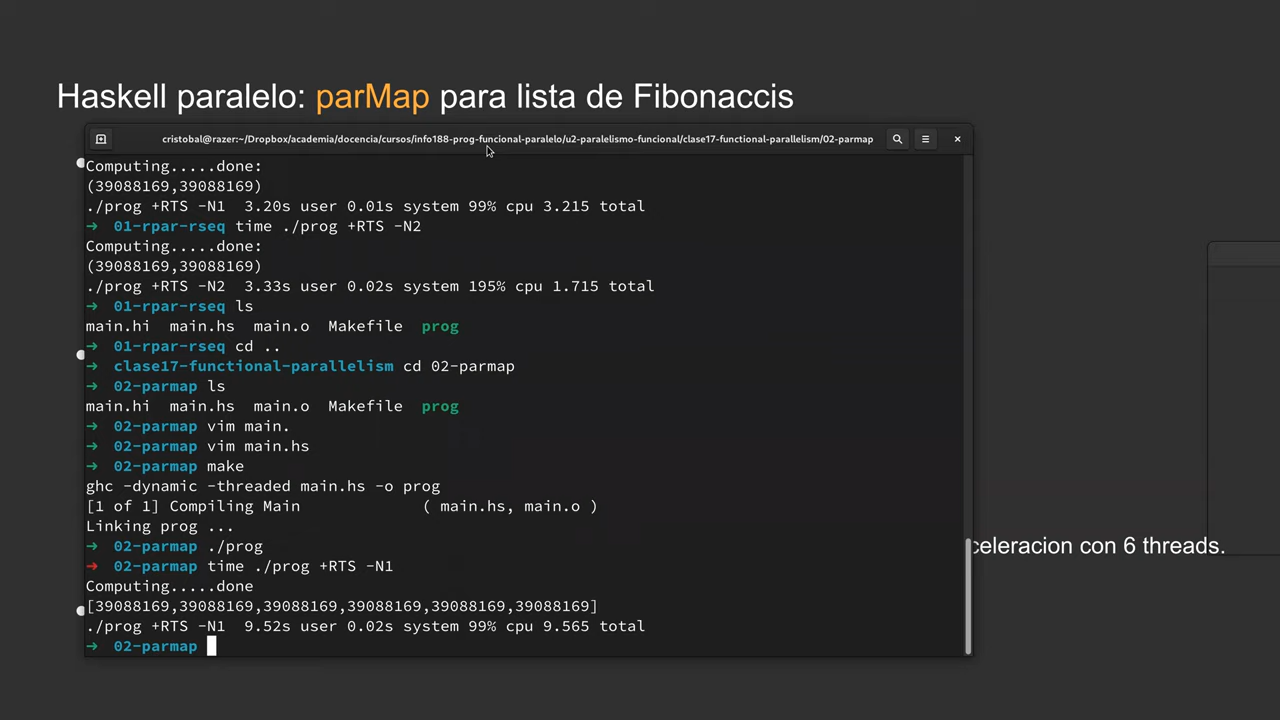 Haskell paralelo: parMap para lista de Fibonaccis
cristobal@razer:~/Dropbox/academia/docencia/cursos/info188-prog-funcional-paralelo/u2-paralelismo-funcional/clase17-functional-parallelism/02-parmap
Computing.....done:
(39088169,39088169)
./prog +RTS -N1  3.20s user 0.01s system 99% cpu 3.215 total
➜  01-rpar-rseq time ./prog +RTS -N2
Computing.....done:
(39088169,39088169)
./prog +RTS -N2  3.33s user 0.02s system 195% cpu 1.715 total
➜  01-rpar-rseq ls
main.hi  main.hs  main.o  Makefile  prog
➜  01-rpar-rseq cd ..
➜  clase17-functional-parallelism cd 02-parmap
➜  02-parmap ls
main.hi  main.hs  main.o  Makefile  prog
➜  02-parmap vim main.
➜  02-parmap vim main.hs
➜  02-parmap make
ghc -dynamic -threaded main.hs -o prog
[1 of 1] Compiling Main             ( main.hs, main.o )
Linking prog ...
➜  02-parmap ./prog
➜  02-parmap time ./prog +RTS -N1
Computing.....done
[39088169,39088169,39088169,39088169,39088169,39088169]
./prog +RTS -N1  9.52s user 0.02s system 99% cpu 9.565 total
➜  02-parmap
celeracion con 6 threads.